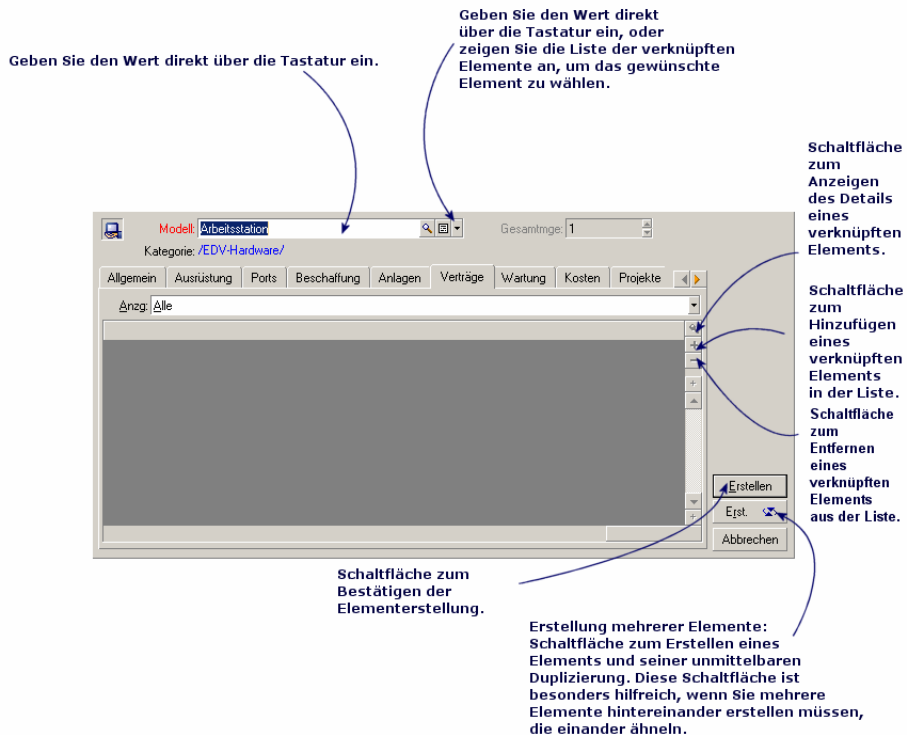 Geben Sie den Wert direkt
über die Tastatur ein, oder
zeigen Sie die Liste der verknüpften
Elemente an, um das gewünschte
Element zu wählen.
Geben Sie den Wert direkt über die Tastatur ein.
Schaltfläche
zum
Anzeigen
des Details
eines
verknüpften
Elements.
Modell: Arbeitsstation
Gesamtmge: 1
Kategorie: /EDV-Hardware/
Allgemein Ausrüstung Ports Beschaffung Anlagen Verträge Wartung Kosten Projekte
Anzg: Alle
Schaltfläche
zum
Hinzufügen
eines
verknüpften
Elements
in der Liste.
Schaltfläche
zum
Entfernen
eines
verknüpften
Elements
aus der Liste.
Erstellen
Erst.
Abbrechen
Schaltfläche zum
Bestätigen der
Elementerstellung.
Erstellung mehrerer Elemente:
Schaltfläche zum Erstellen eines
Elements und seiner unmittelbaren
Duplizierung. Diese Schaltfläche ist
besonders hilfreich, wenn Sie mehrere
Elemente hintereinander erstellen müssen,
die einander ähneln.